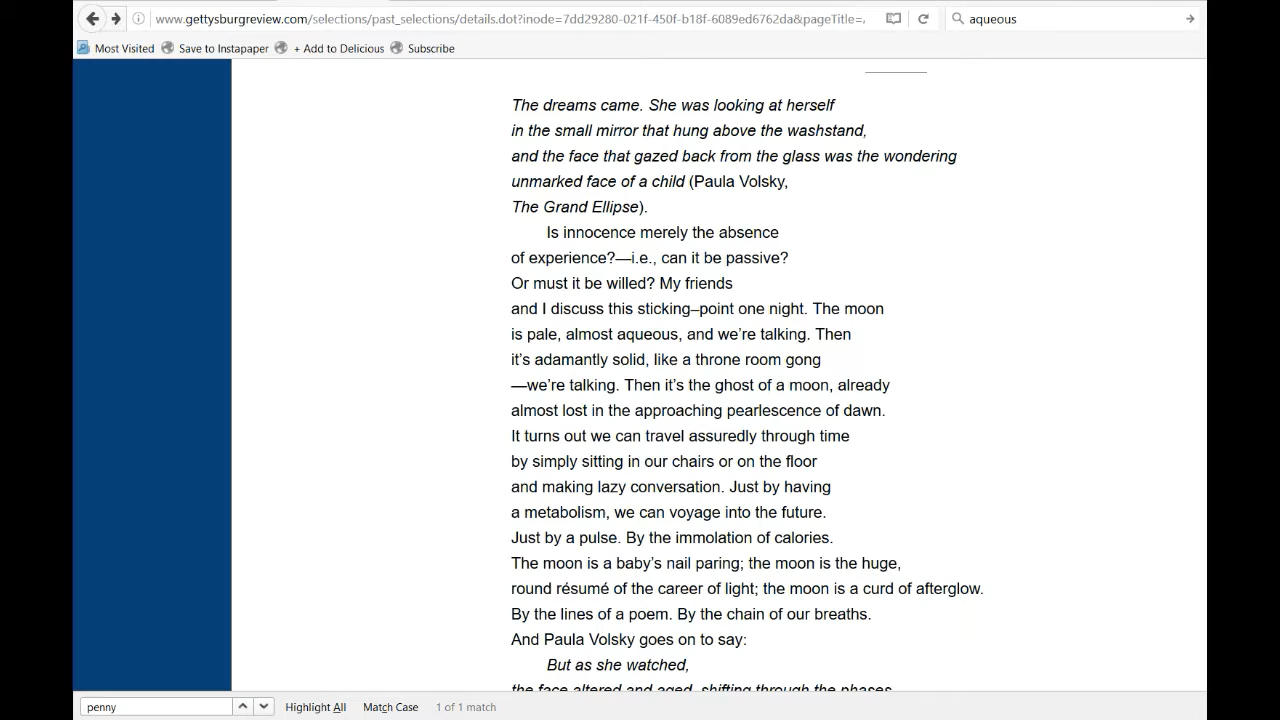 www.gettysburgreview.com/selections/past_selections/details.dot?inode=7dd29280-021f-450f-b18f-6089ed6762da&pageTitle=
aqueous
Most Visited Save to Instapaper + Add to Delicious Subscribe
The dreams came. She was looking at herself
in the small mirror that hung above the washstand,
and the face that gazed back from the glass was the wondering
unmarked face of a child (Paula Volsky,
The Grand Ellipse).
Is innocence merely the absence
of experience?—i.e., can it be passive?
Or must it be willed? My friends
and I discuss this sticking–point one night. The moon
is pale, almost aqueous, and we’re talking. Then
it’s adamantly solid, like a throne room gong
—we’re talking. Then it’s the ghost of a moon, already
almost lost in the approaching pearlescence of dawn.
It turns out we can travel assuredly through time
by simply sitting in our chairs or on the floor
and making lazy conversation. Just by having
a metabolism, we can voyage into the future.
Just by a pulse. By the immolation of calories.
The moon is a baby’s nail paring; the moon is the huge,
round résumé of the career of light; the moon is a curd of afterglow.
By the lines of a poem. By the chain of our breaths.
And Paula Volsky goes on to say:
But as she watched,
the face altered and aged, shifting through the phases
penny Highlight All Match Case 1 of 1 match